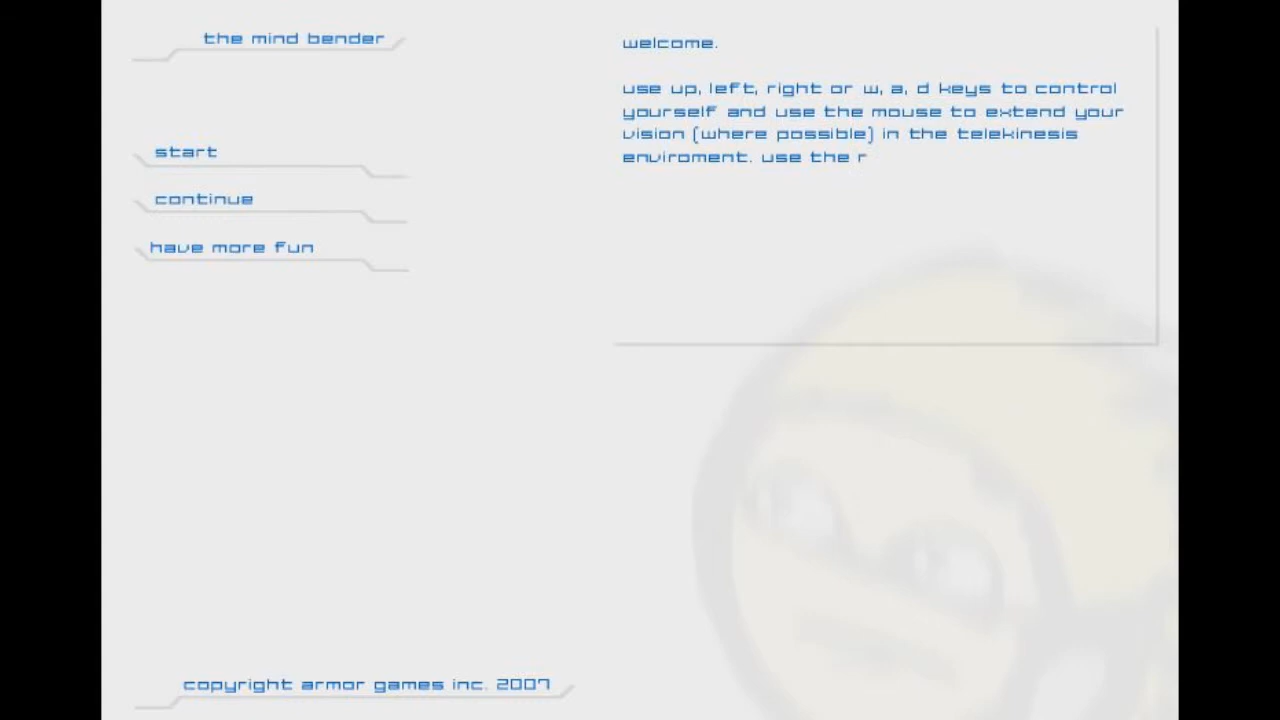 the mind bender
start
continue
have more fun
welcome.
use up, left, right or w, a, d keys to control
yourself and use the mouse to extend your
vision (where possible) in the telekinesis
enviroment. use the r
copyright armor games inc. 2007